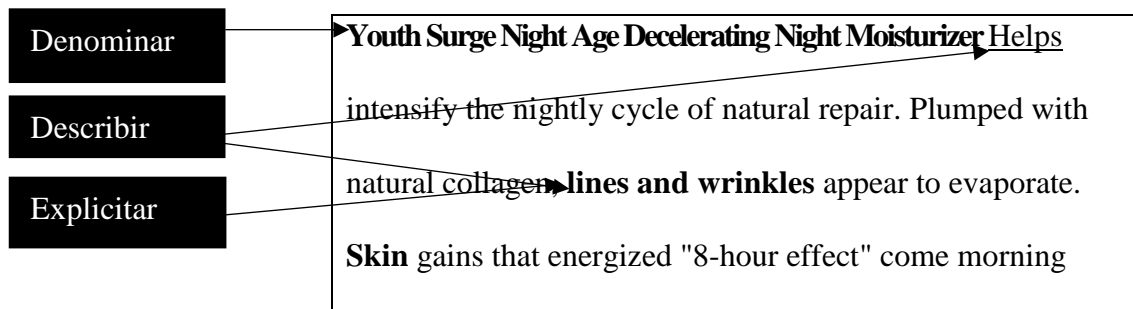 Denominar
Describir
Explicitar
Youth Surge Night Age Decelerating Night Moisturizer Helps
intensify the nightly cycle of natural repair. Plumped with
natural collagen, lines and wrinkles appear to evaporate.
Skin gains that energized "8-hour effect" come morning